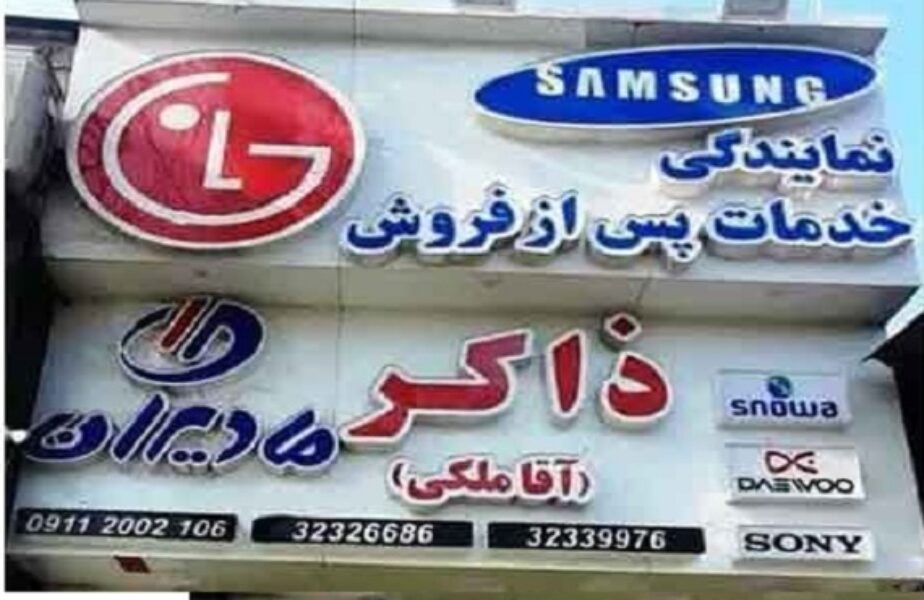 LG
SAMSUNG
نمایندگی
خدمات پس از فروش
ذاکر
(آقا ملکی)
مادیران
snowa
DAEWOO
SONY
0911 2002 106
32326686
32339976